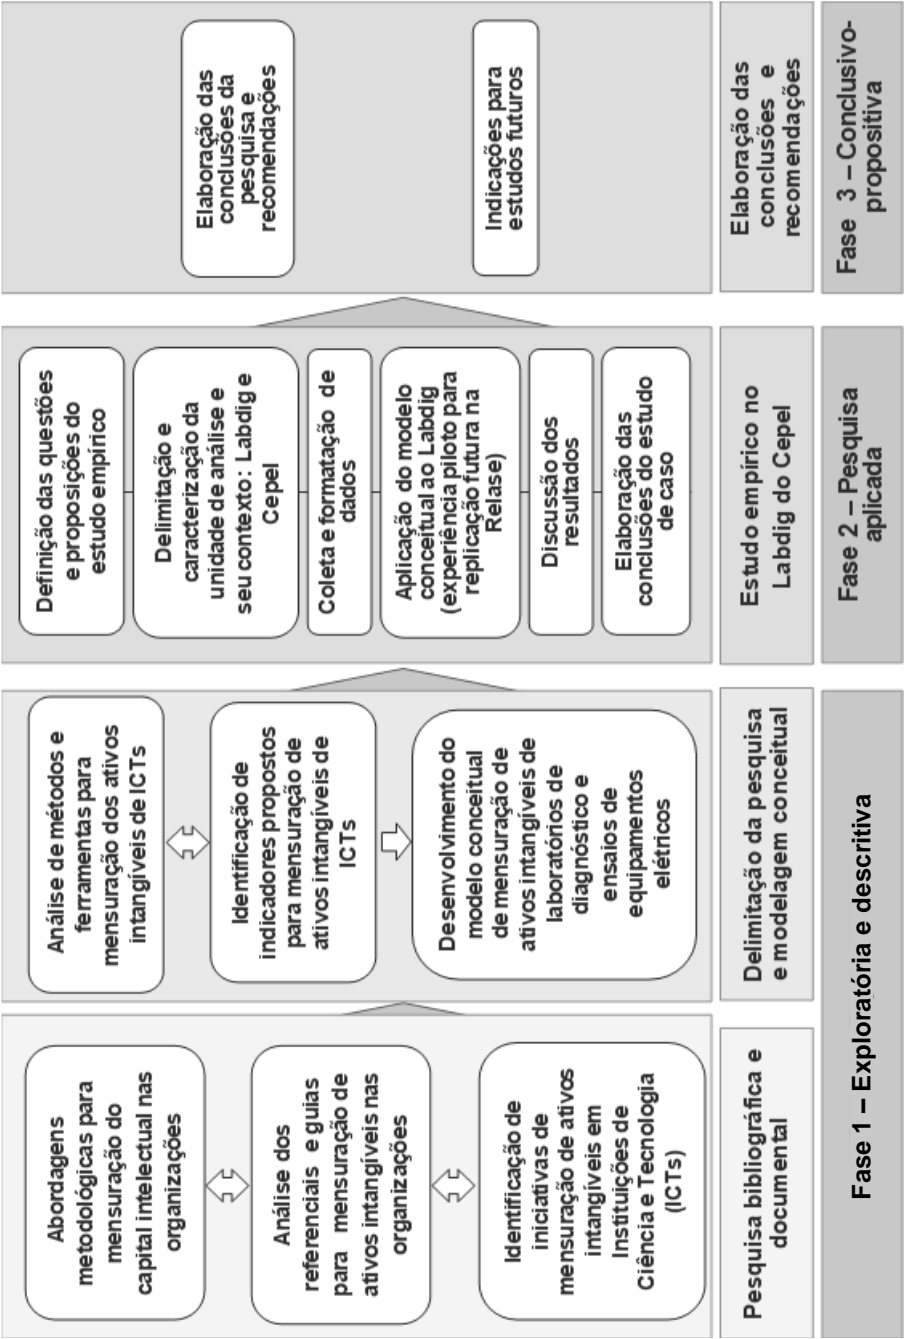 Abordagens
metodológicas para
mensuração do
capital intelectual nas
organizações
Análise dos
referenciais e guias
para mensuração de
ativos intangíveis nas
organizações
Identificação de
iniciativas de
mensuração de ativos
intangíveis em
Instituições de
Ciência e Tecnologia
(ICTs)
Pesquisa bibliográfica e
documental
Análise de métodos e
ferramentas para
mensuração dos ativos
intangíveis de ICTs
Identificação de
indicadores propostos
para mensuração de
ativos intangíveis de
ICTs
Desenvolvimento do
modelo conceitual
de mensuração de
ativos intangíveis de
laboratórios de
diagnóstico e
ensaios de
equipamentos
elétricos
Delimitação da pesquisa
e modelagem conceitual
Fase 1 – Exploratória e descritiva
Definição das questões
e proposições do
estudo empírico
Delimitação e
caracterização da
unidade de análise e
seu contexto: Labdig e
Cepel
Coleta e formatação de
dados
Aplicação do modelo
conceitual ao Labdig
(experiência piloto para
replicação futura na
Relase)
Discussão dos
resultados
Elaboração das
conclusões do estudo
de caso
Estudo empírico no
Labdig do Cepel
Fase 2 – Pesquisa
aplicada
Elaboração das
conclusões da
pesquisa e
recomendações
Indicações para
estudos futuros
Elaboração das
conclusões e
recomendações
Fase 3 – Conclusivo-
propositiva